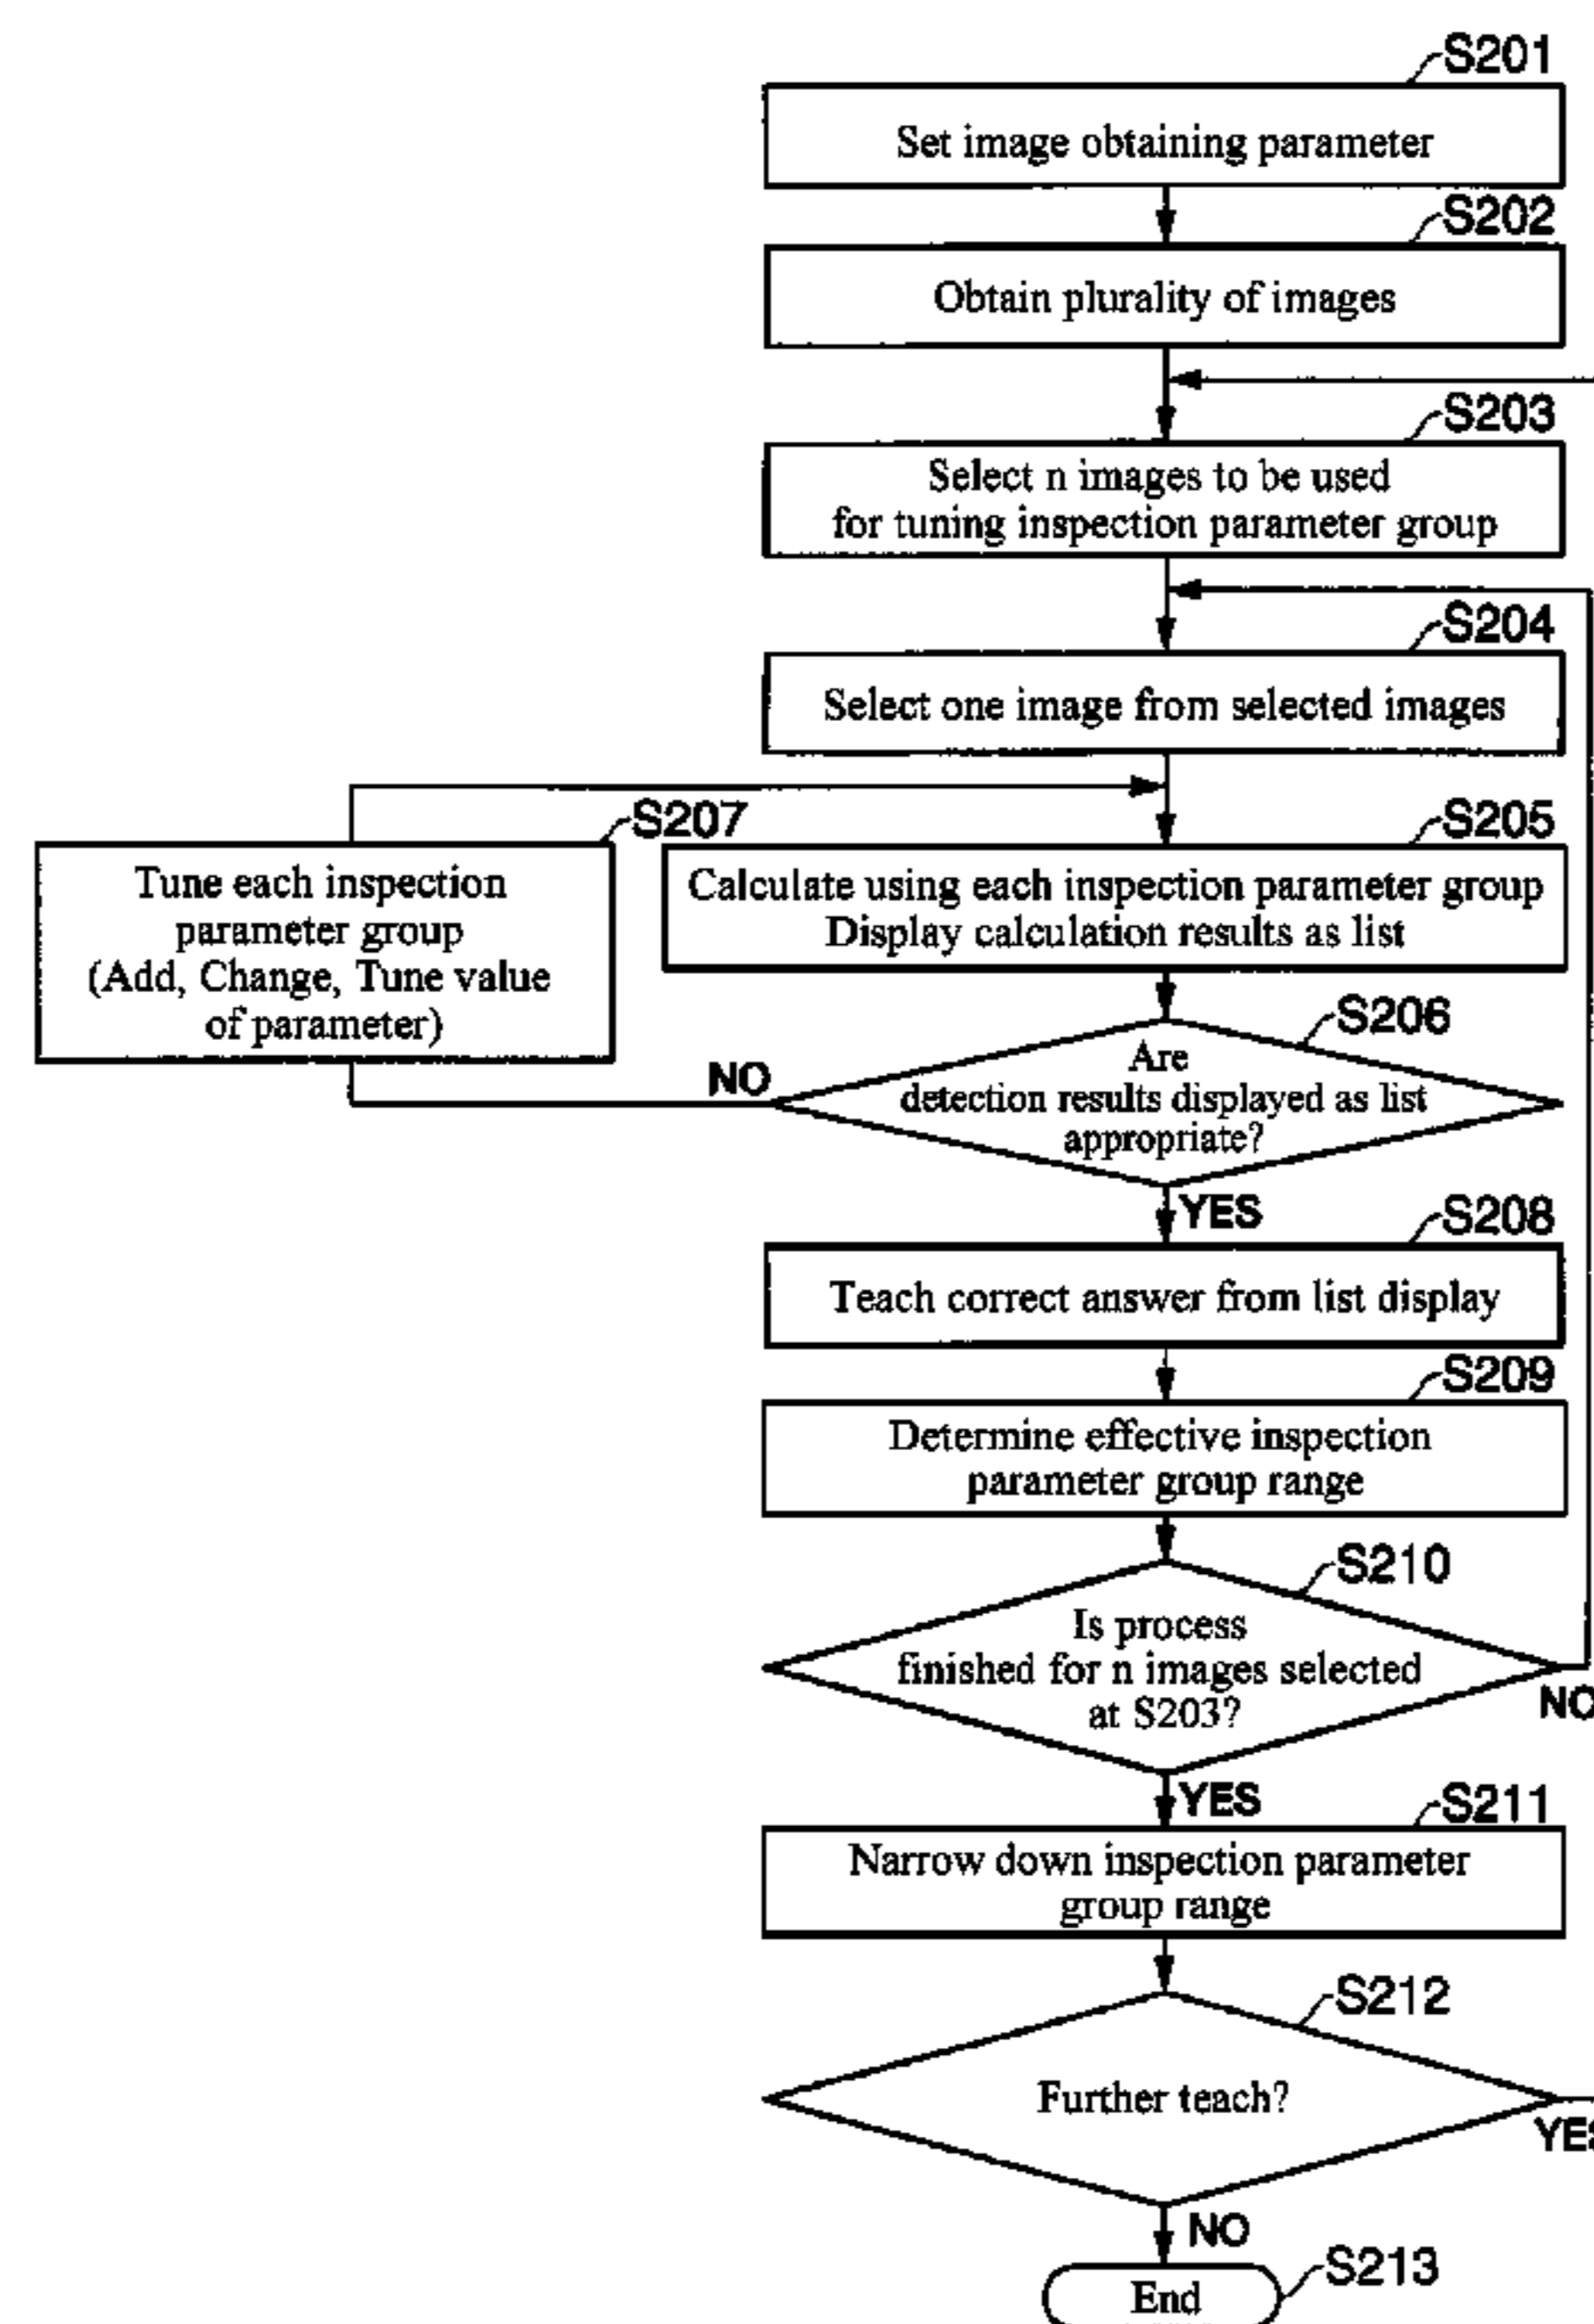 S201
Set image obtaining parameter
S202
Obtain plurality of images
S203
Select n images to be used
for tuning inspection parameter group
S204
Select one image from selected images
S207
Tune each inspection
parameter group
(Add, Change, Tune value
of parameter)
S205
Calculate using each inspection parameter group
Display calculation results as list
S206
Are
detection results displayed as list
appropriate?
NO
YES
S208
Teach correct answer from list display
S209
Determine effective inspection
parameter group range
S210
Is process
finished for n images selected
at S203?
NO
YES
S211
Narrow down inspection parameter
group range
S212
Further teach?
YES
NO
S213
End